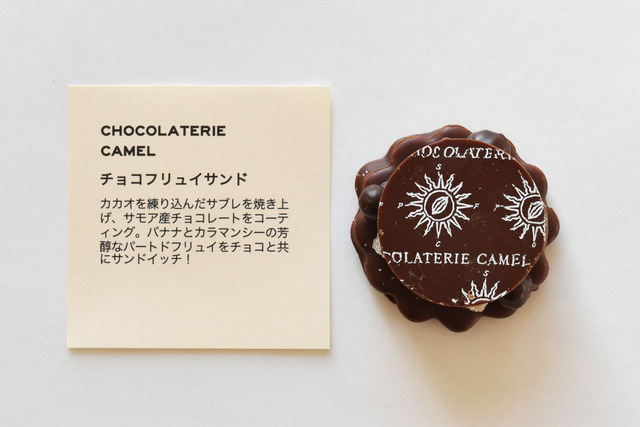 CHOCOLATERIE
CAMEL
チョコフリュイサンド
カカオを練り込んだサブレを焼き上
げ、サモア産チョコレートをコーテ
ィング。バナナとカラマンシーの芳
醇なパートドフリュイをチョコと共
にサンドイッチ！
HOCOLATERI
S
P F
C
COLATERIE CAMEL
S